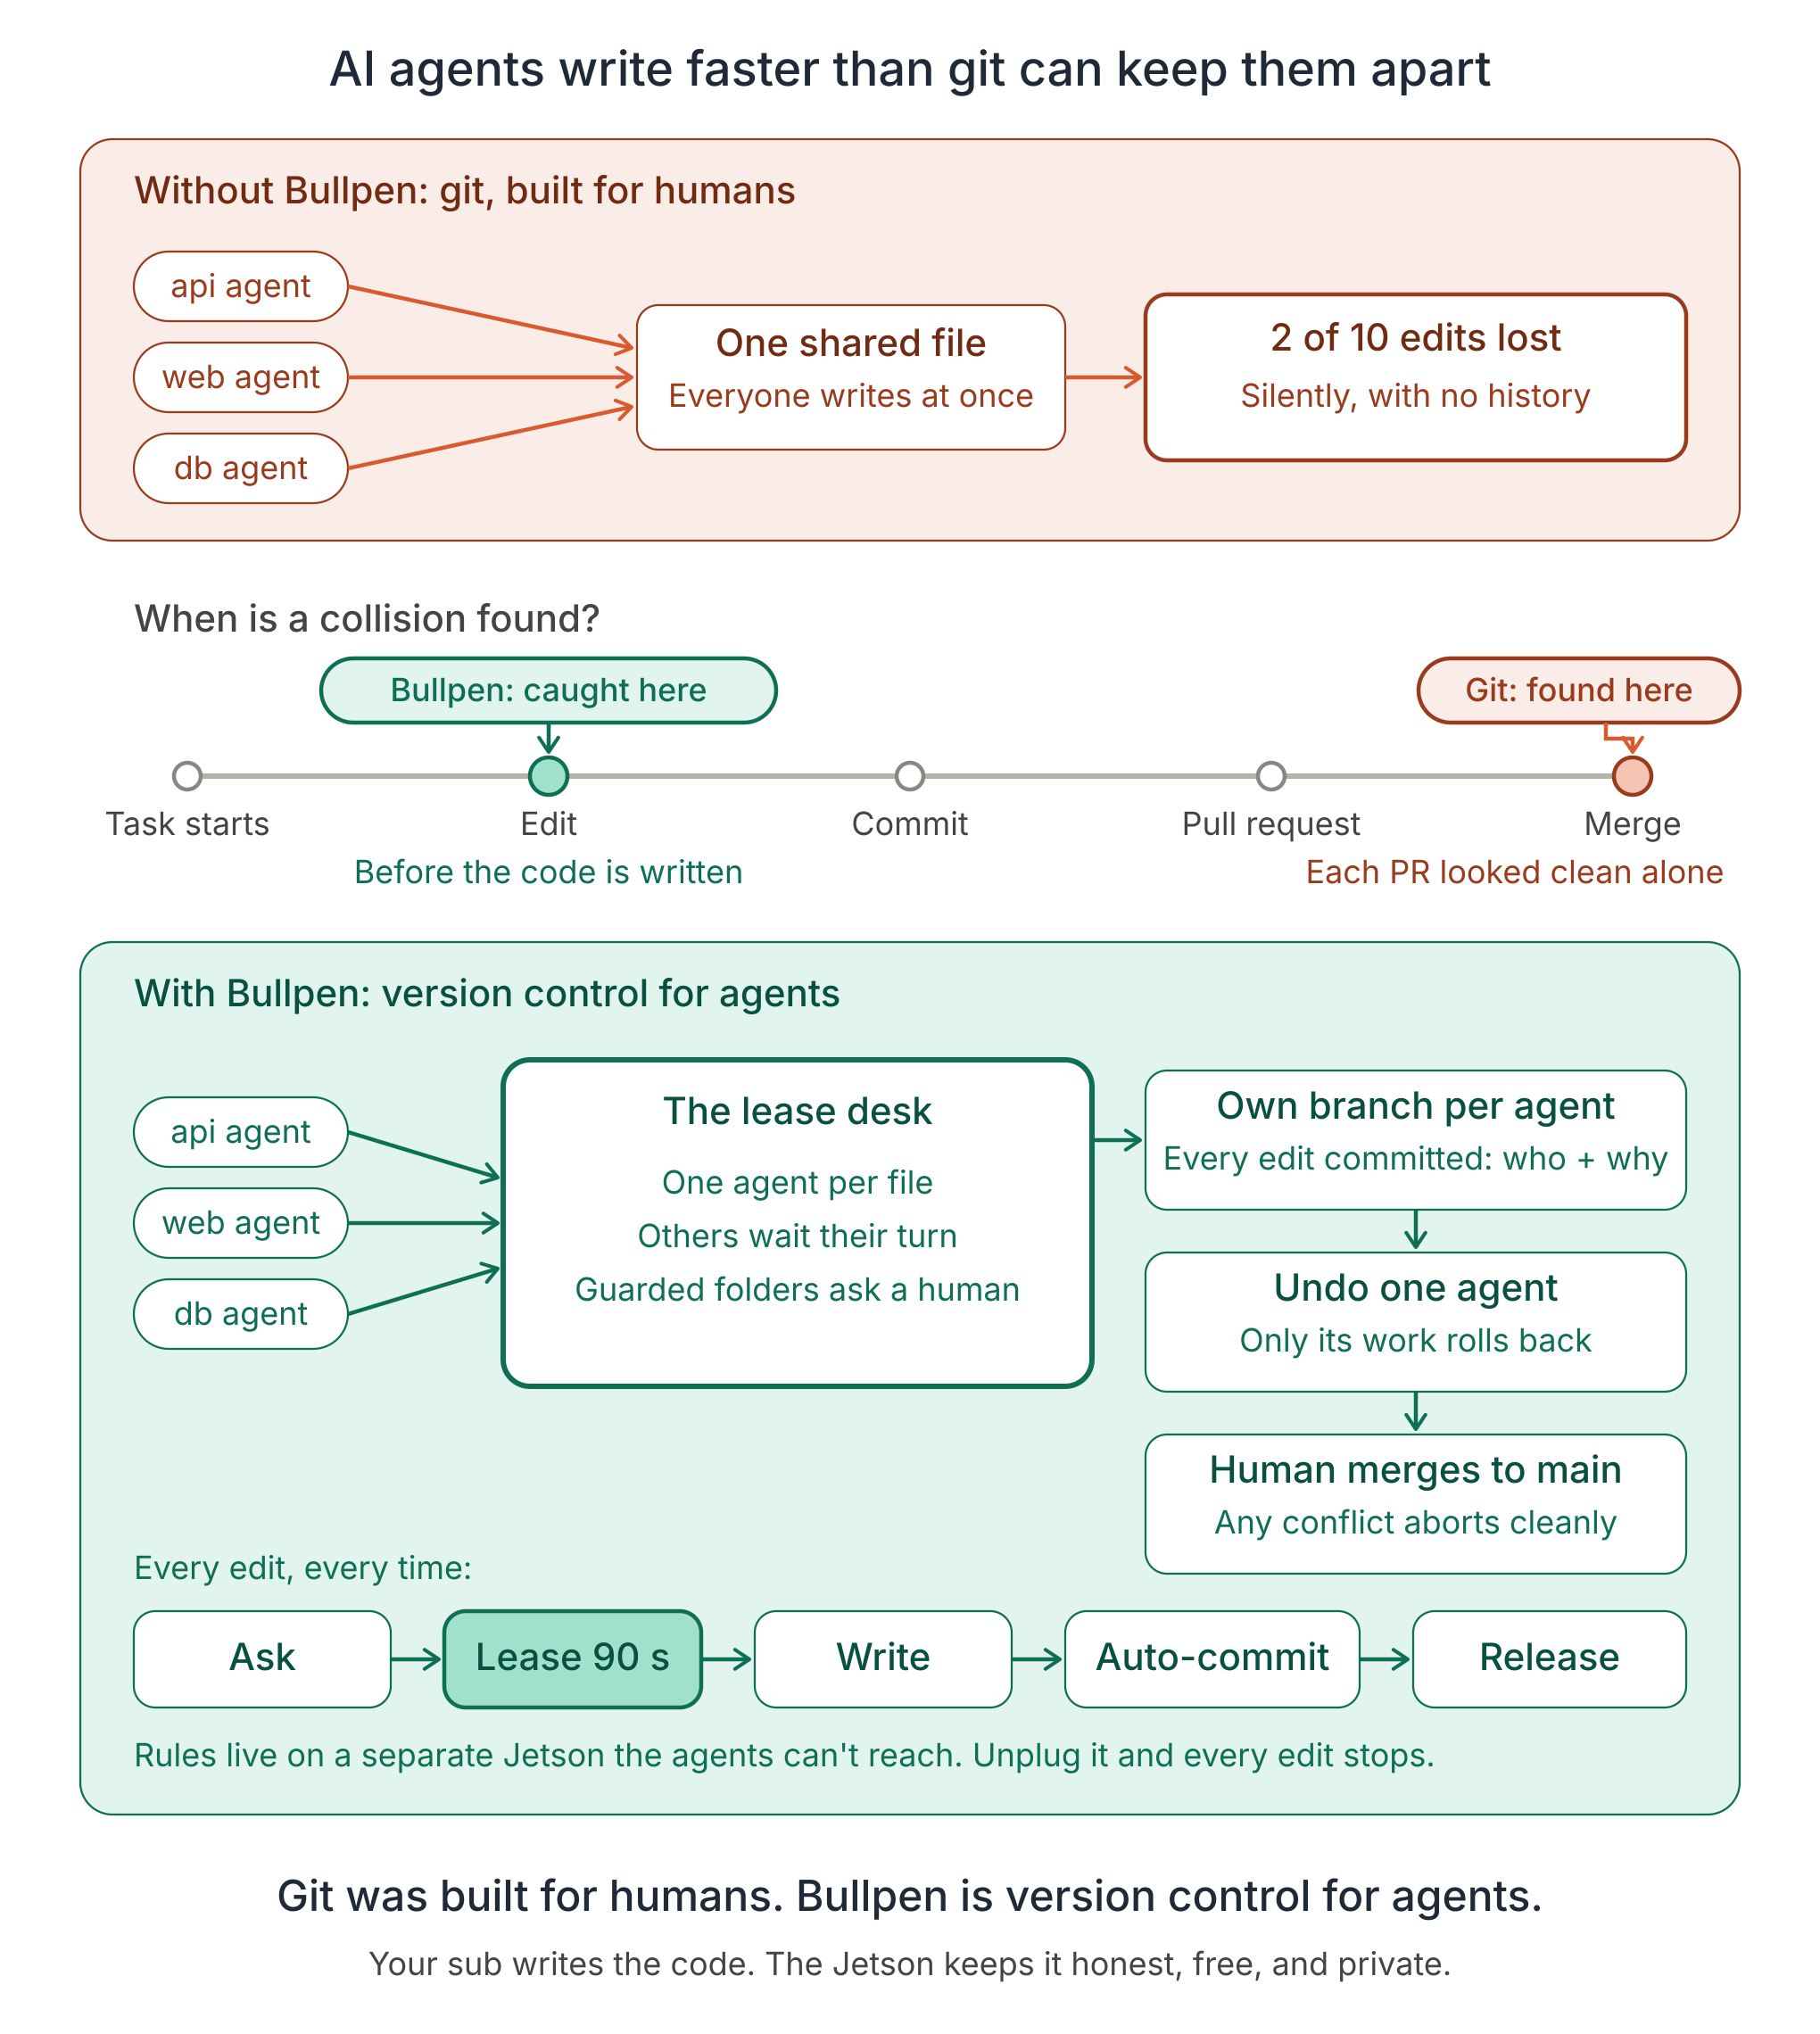 AI agents write faster than git can keep them apart
Without Bullpen: git, built for humans
api agent
web agent
db agent
One shared file
Everyone writes at once
2 of 10 edits lost
Silently, with no history
When is a collision found?
Bullpen: caught here
Git: found here
Task starts
Edit
Commit
Pull request
Merge
Before the code is written
Each PR looked clean alone
With Bullpen: version control for agents
api agent
web agent
db agent
The lease desk
One agent per file
Others wait their turn
Guarded folders ask a human
Own branch per agent
Every edit committed: who + why
Undo one agent
Only its work rolls back
Human merges to main
Any conflict aborts cleanly
Every edit, every time:
Ask
Lease 90 s
Write
Auto-commit
Release
Rules live on a separate Jetson the agents can't reach. Unplug it and every edit stops.
Git was built for humans. Bullpen is version control for agents.
Your sub writes the code. The Jetson keeps it honest, free, and private.